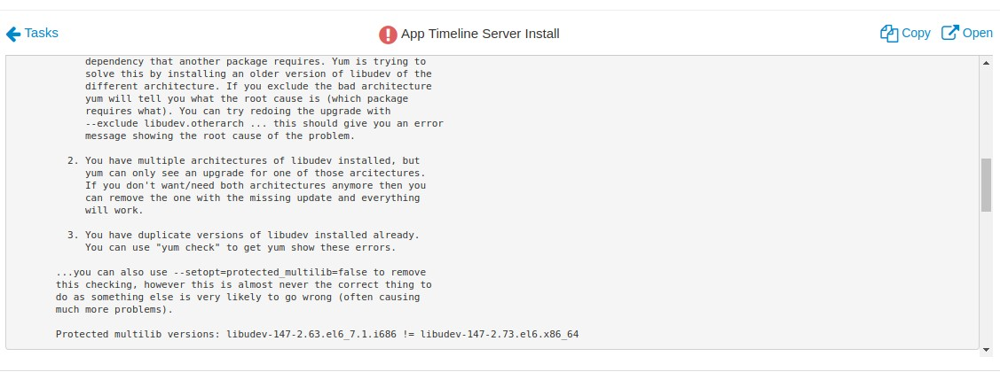 Tasks
App Timeline Server Install
Copy
Open
dependency that another package requires. Yum is trying to
solve this by installing an older version of libudev of the
different architecture. If you exclude the bad architecture
yum will tell you what the root cause is (which package
requires what). You can try redoing the upgrade with
--exclude libudev.otherarch ... this should give you an error
message showing the root cause of the problem.
2. You have multiple architectures of libudev installed, but
yum can only see an upgrade for one of those arcitectures.
If you don't want/need both architectures anymore then you
can remove the one with the missing update and everything
will work.
3. You have duplicate versions of libudev installed already.
You can use "yum check" to get yum show these errors.
...you can also use --setopt=protected_multilib=false to remove
this checking, however this is almost never the correct thing to
do as something else is very likely to go wrong (often causing
much more problems).
Protected multilib versions: libudev-147-2.63.el6_7.1.i686 != libudev-147-2.73.el6.x86_64